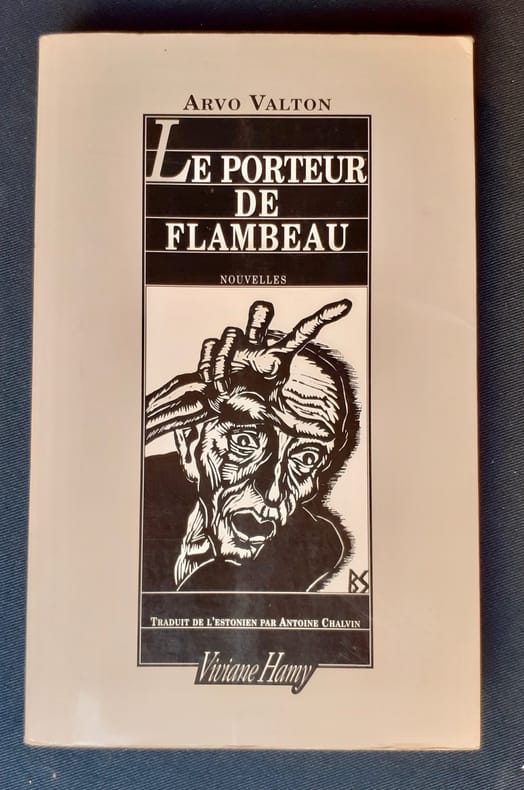 ARVO VALTON
LE PORTEUR
DE
FLAMBEAU
NOUVELLES
BS
TRADUIT DE L'ESTONIEN PAR ANTOINE CHALVIN
Viviane Hamy